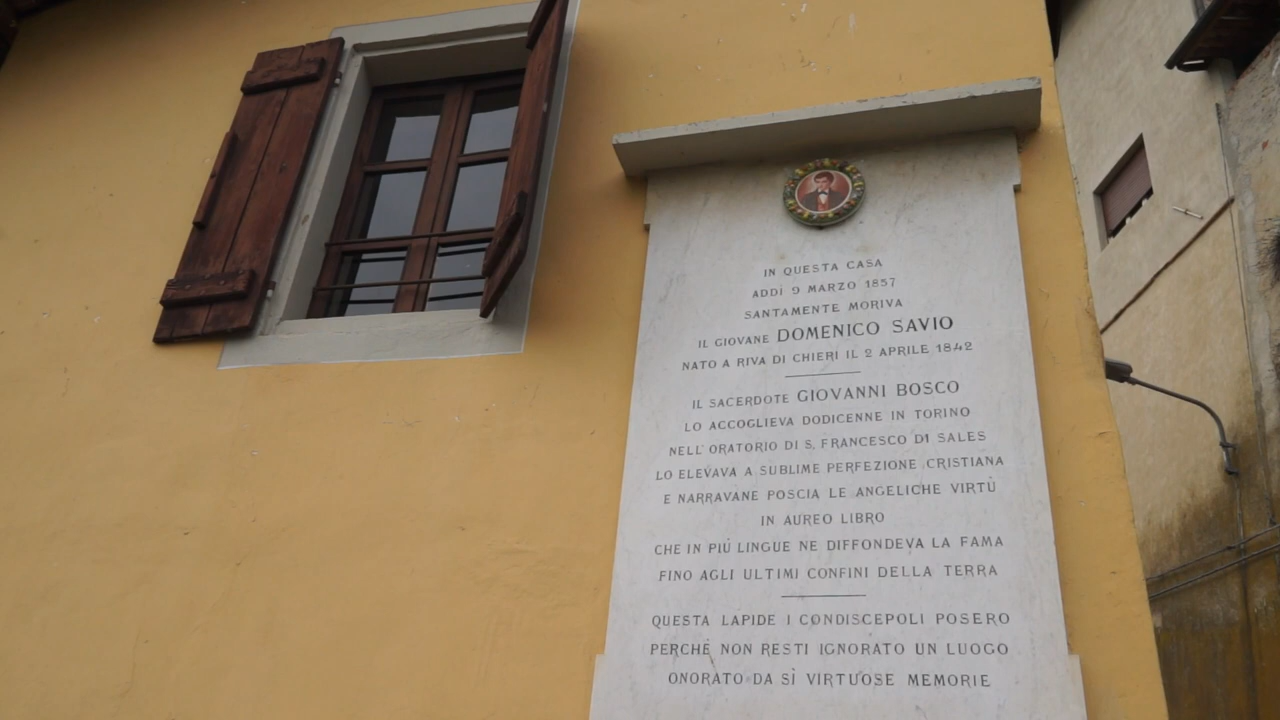 IN QUESTA CASA
ADDÌ 9 MARZO 1857
SANTAMENTE MORIVA
IL GIOVANE DOMENICO SAVIO
NATO A RIVA DI CHIERI IL 2 APRILE 1842
IL SACERDOTE GIOVANNI BOSCO
LO ACCOGLIEVA DODICENNE IN TORINO
NELL'ORATORIO DI S. FRANCESCO DI SALES
LO ELEVAVA A SUBLIME PERFEZIONE CRISTIANA
E NARRAVANE POSCIA LE ANGELICHE VIRTÙ
IN AUREO LIBRO
CHE IN PIÙ LINGUE NE DIFFONDEVA LA FAMA
FINO AGLI ULTIMI CONFINI DELLA TERRA
QUESTA LAPIDE I CONDISCEPOLI POSERO
PERCHÈ NON RESTI IGNORATO UN LUOGO
ONORATO DA SÌ VIRTUOSE MEMORIE